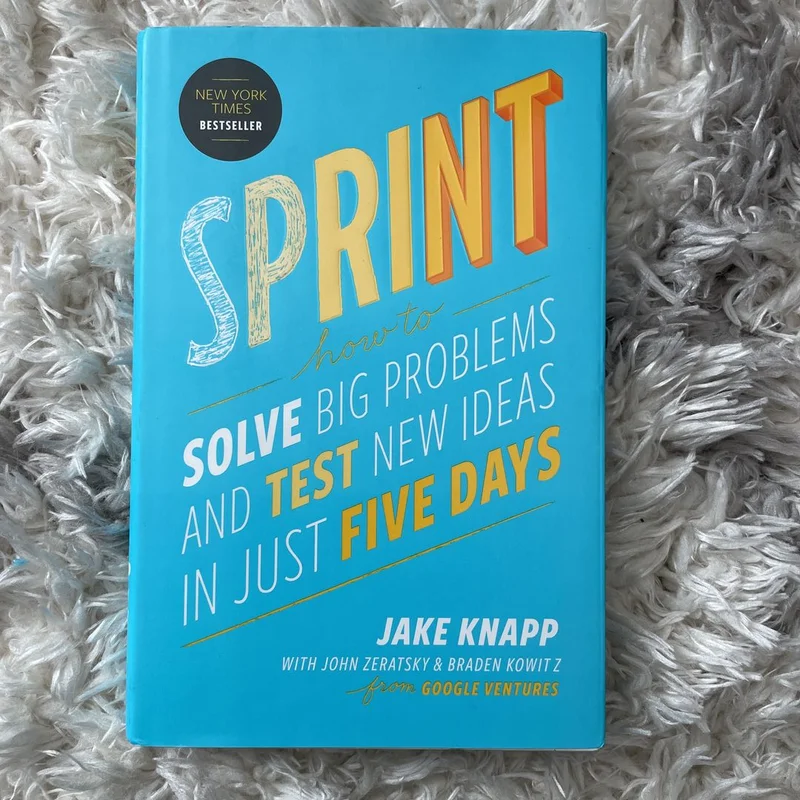 NEW YORK
TIMES
BESTSELLER
SPRINT
how to
SOLVE BIG PROBLEMS
AND TEST NEW IDEAS
IN JUST FIVE DAYS
JAKE KNAPP
WITH JOHN ZERATSKY & BRADEN KOWITZ
from GOOGLE VENTURES